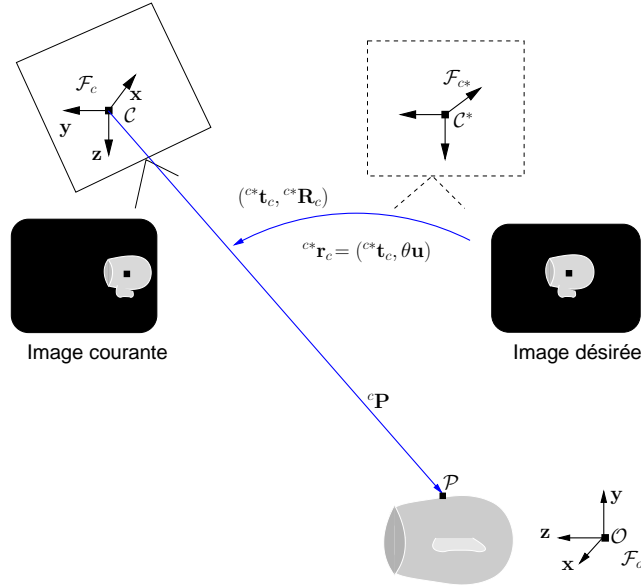 𝓕c
x
𝒞
y
z
𝓕c*
𝒞*
(ᶜ*tc, ᶜ*Rc)
ᶜ*rc = (ᶜ*tc, θu)
Image courante
Image désirée
ᶜP
𝒫
y
z
𝒪
x
𝓕o